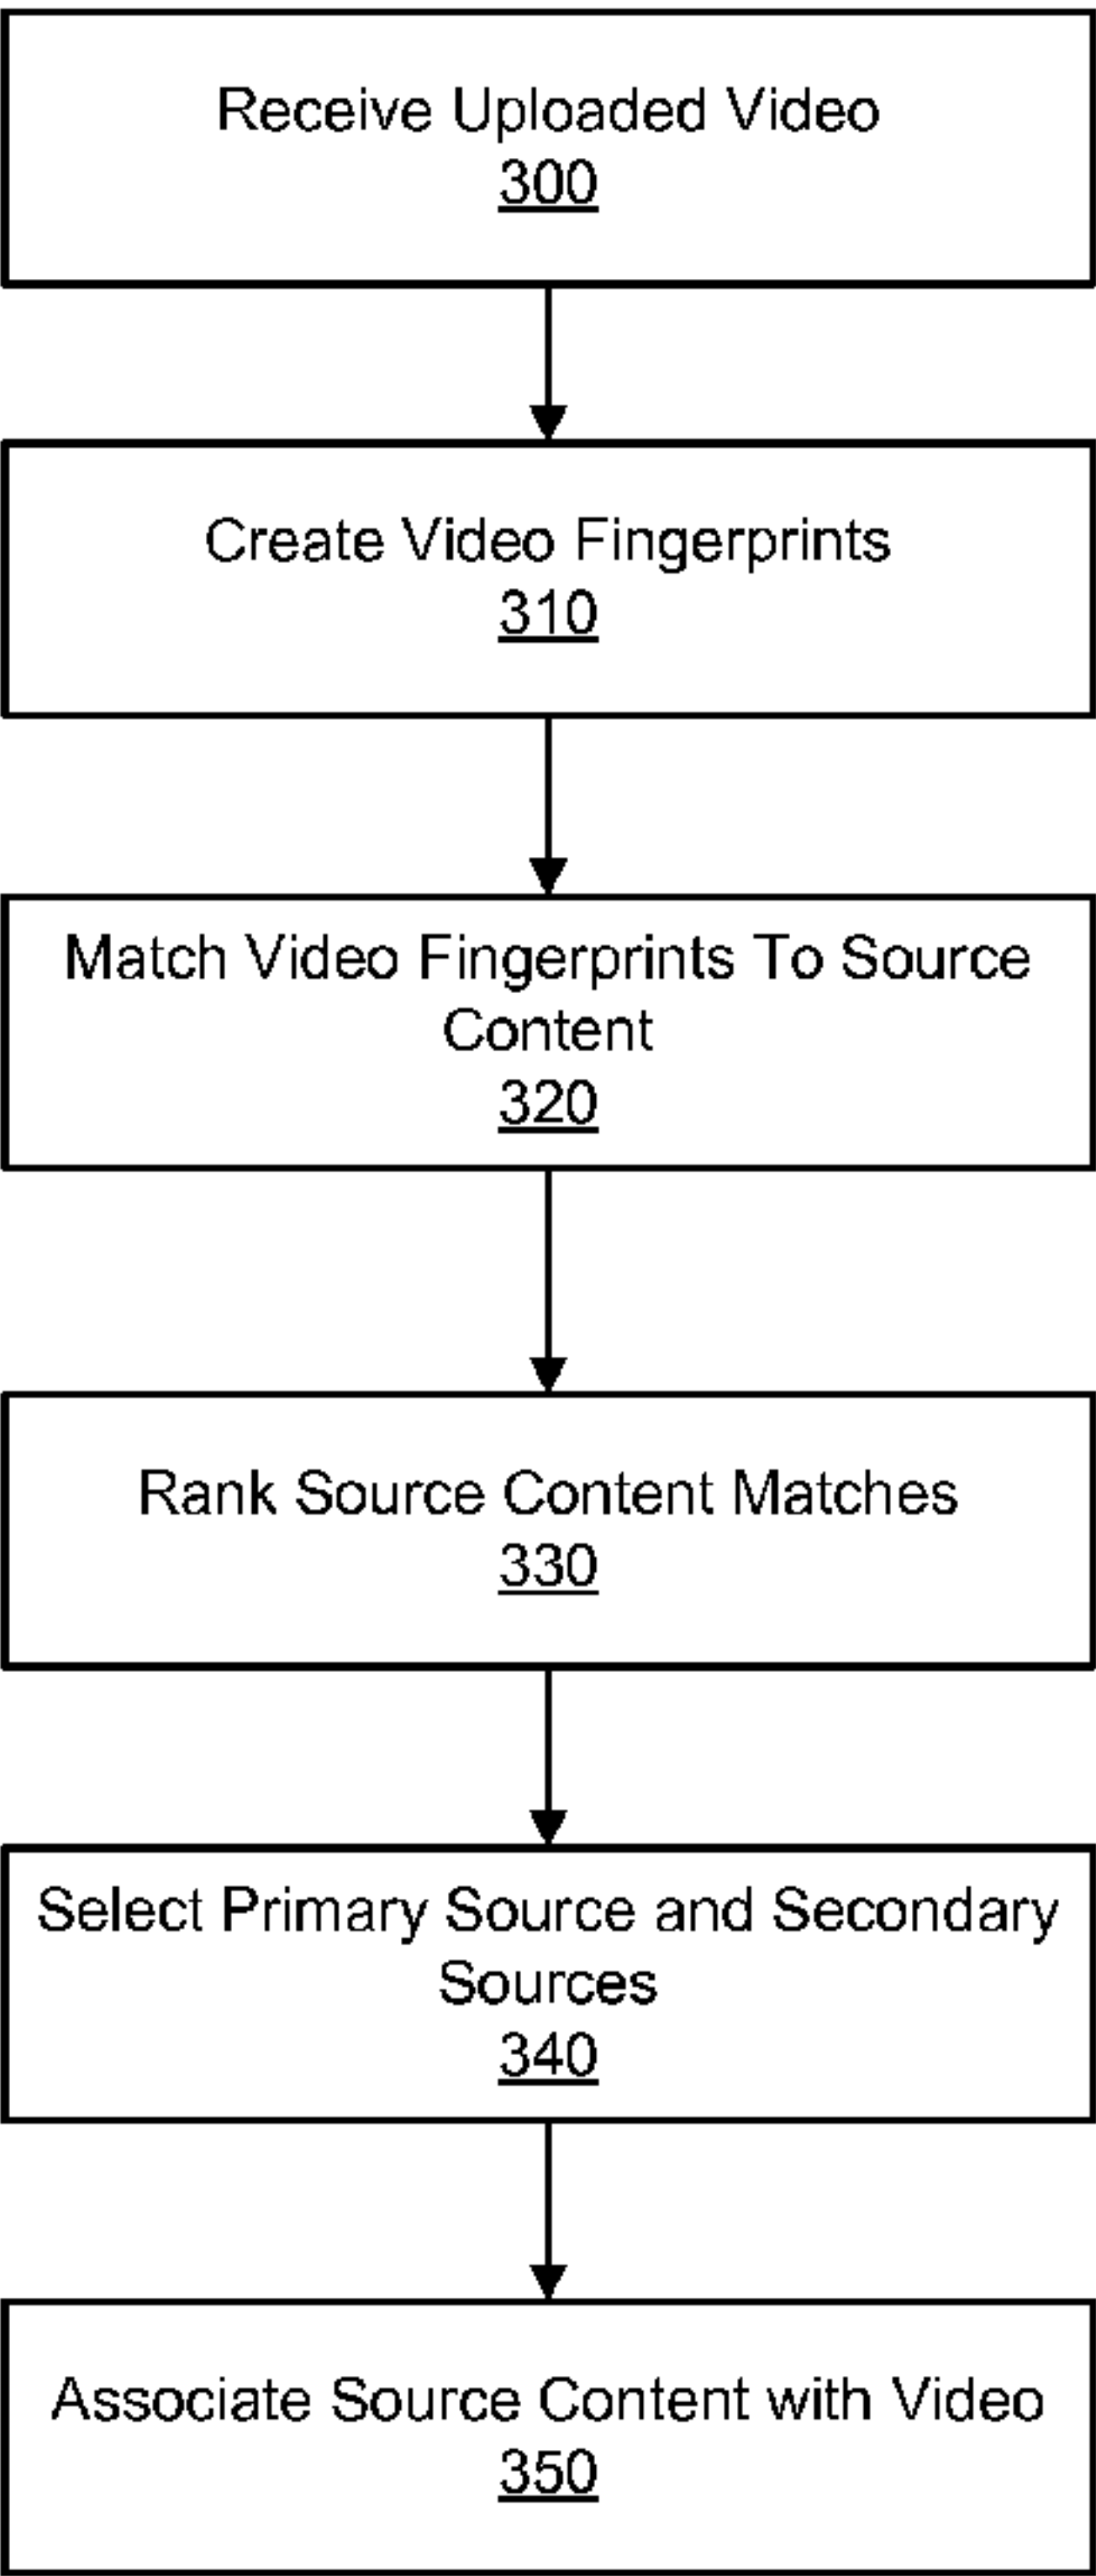 Receive Uploaded Video
300
Create Video Fingerprints
310
Match Video Fingerprints To Source
Content
320
Rank Source Content Matches
330
Select Primary Source and Secondary
Sources
340
Associate Source Content with Video
350